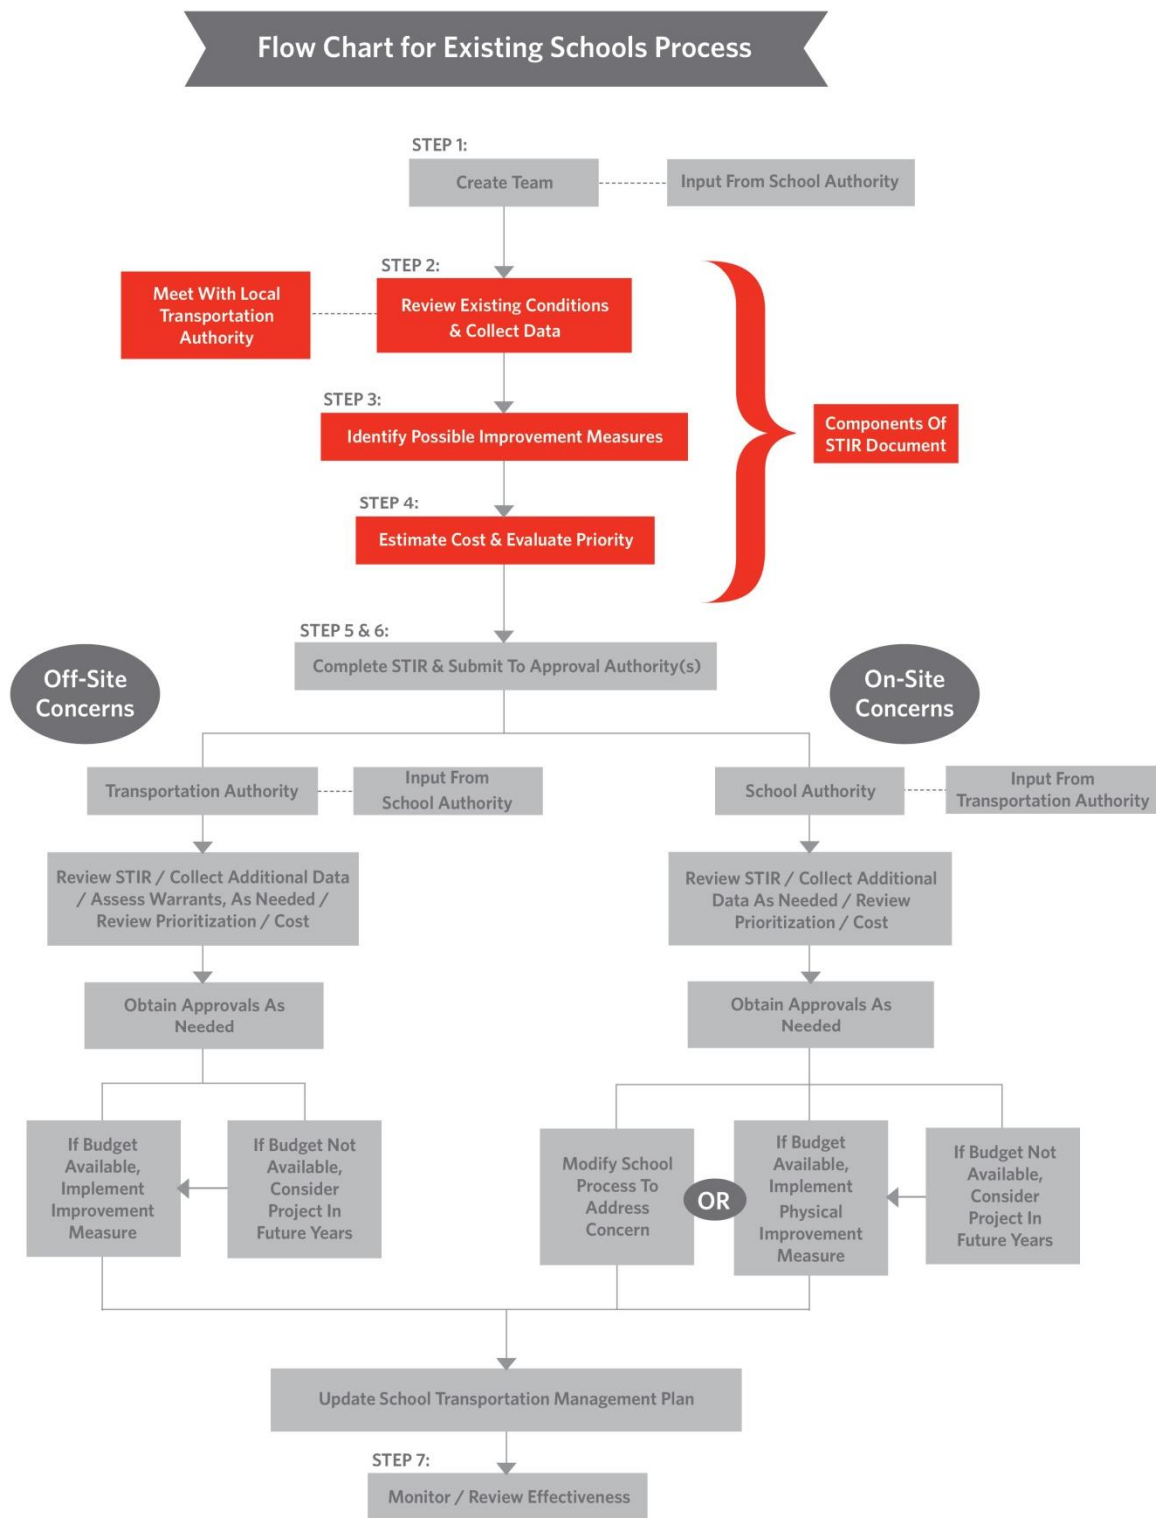 Flow Chart for Existing Schools Process
STEP 1:
Create Team
Input From School Authority
STEP 2:
Meet With Local
Transportation
Authority
Review Existing Conditions
& Collect Data
STEP 3:
Identify Possible Improvement Measures
Components Of
STIR Document
STEP 4:
Estimate Cost & Evaluate Priority
STEP 5 & 6:
Complete STIR & Submit To Approval Authority(s)
Off-Site
Concerns
On-Site
Concerns
Transportation Authority
Input From
School Authority
School Authority
Input From
Transportation Authority
Review STIR / Collect Additional Data
/ Assess Warrants, As Needed /
Review Prioritization / Cost
Review STIR / Collect Additional
Data As Needed / Review
Prioritization / Cost
Obtain Approvals As
Needed
Obtain Approvals As
Needed
If Budget
Available,
Implement
Improvement
Measure
If Budget Not
Available,
Consider
Project In
Future Years
Modify School
Process To
Address
Concern
OR
If Budget
Available,
Implement
Physical
Improvement
Measure
If Budget Not
Available,
Consider
Project In
Future Years
Update School Transportation Management Plan
STEP 7:
Monitor / Review Effectiveness